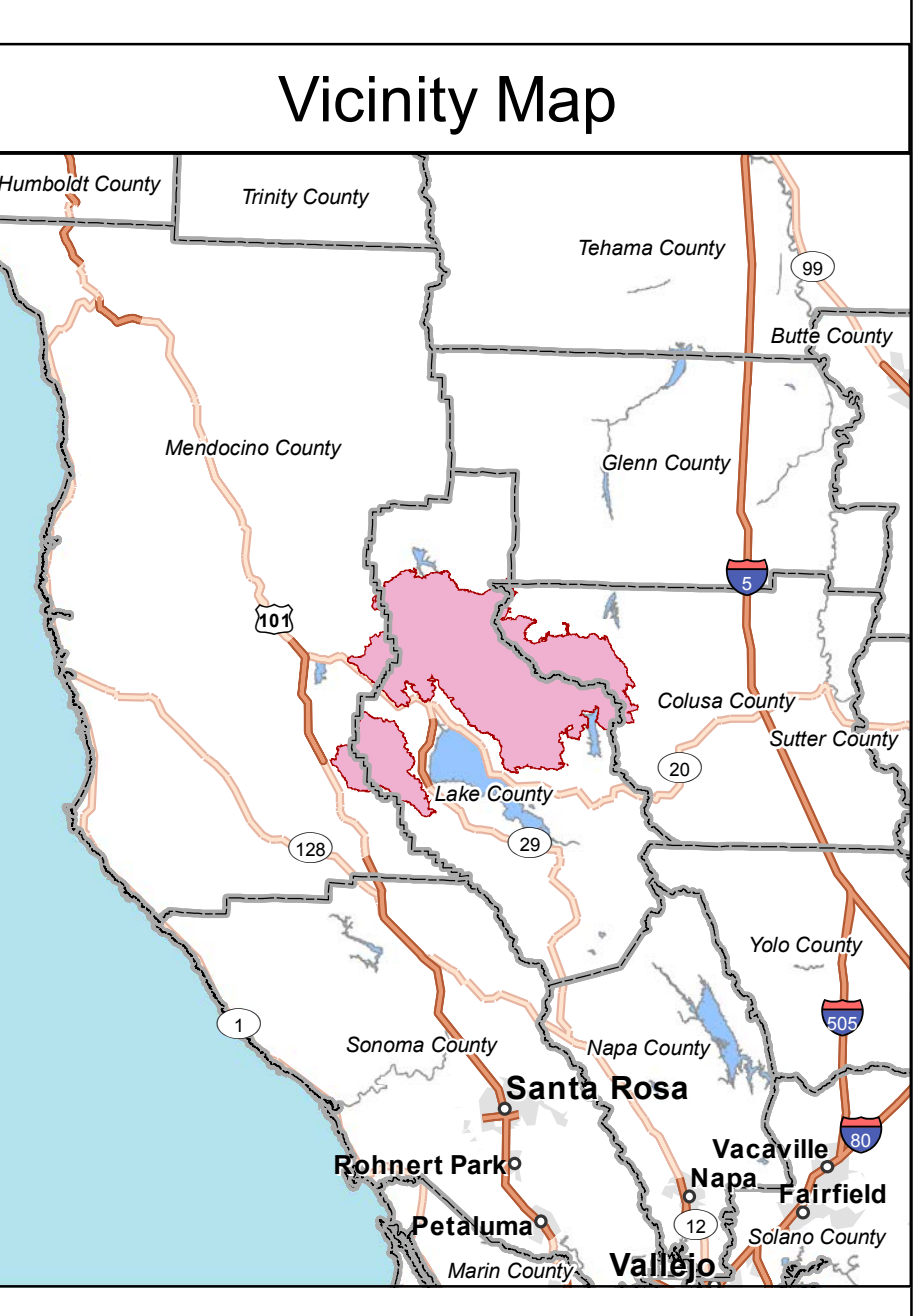 Vicinity Map
Humboldt County
Trinity County
Tehama County
99
Butte County
Mendocino County
Glenn County
5
101
Colusa County
Sutter County
20
Lake County
29
128
Yolo County
505
1
Sonoma County
Napa County
Santa Rosa
80
Vacaville
Rohnert Park
Napa
Fairfield
12
Petaluma
Solano County
Vallejo
Marin County